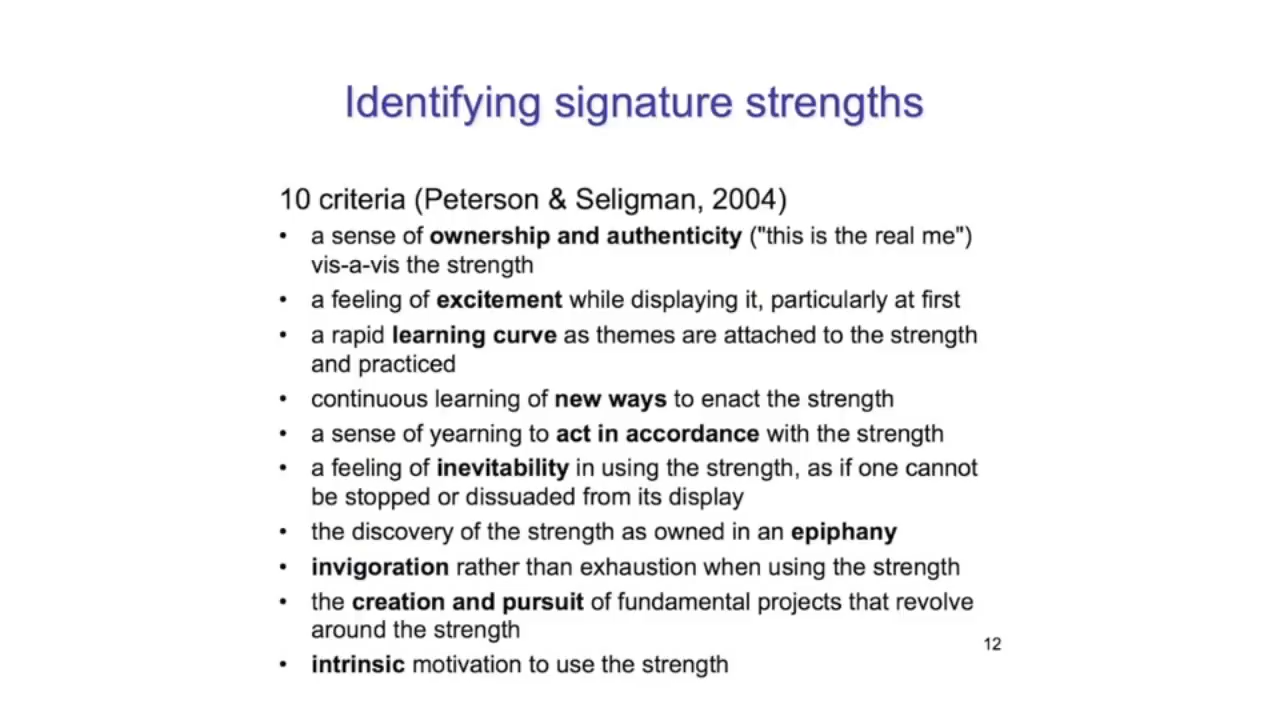 Identifying signature strengths
10 criteria (Peterson & Seligman, 2004)
• a sense of ownership and authenticity ("this is the real me")
vis-a-vis the strength
• a feeling of excitement while displaying it, particularly at first
• a rapid learning curve as themes are attached to the strength
and practiced
• continuous learning of new ways to enact the strength
• a sense of yearning to act in accordance with the strength
• a feeling of inevitability in using the strength, as if one cannot
be stopped or dissuaded from its display
• the discovery of the strength as owned in an epiphany
• invigoration rather than exhaustion when using the strength
• the creation and pursuit of fundamental projects that revolve
around the strength
12
• intrinsic motivation to use the strength